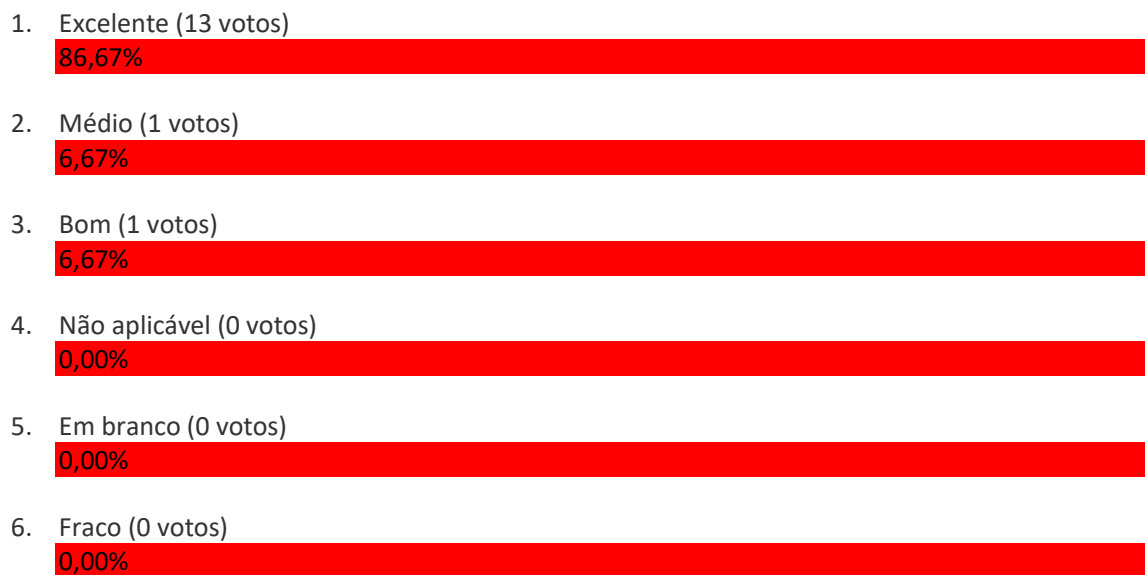 1. Excelente (13 votos)
86,67%
2. Médio (1 votos)
6,67%
3. Bom (1 votos)
6,67%
4. Não aplicável (0 votos)
0,00%
5. Em branco (0 votos)
0,00%
6. Fraco (0 votos)
0,00%